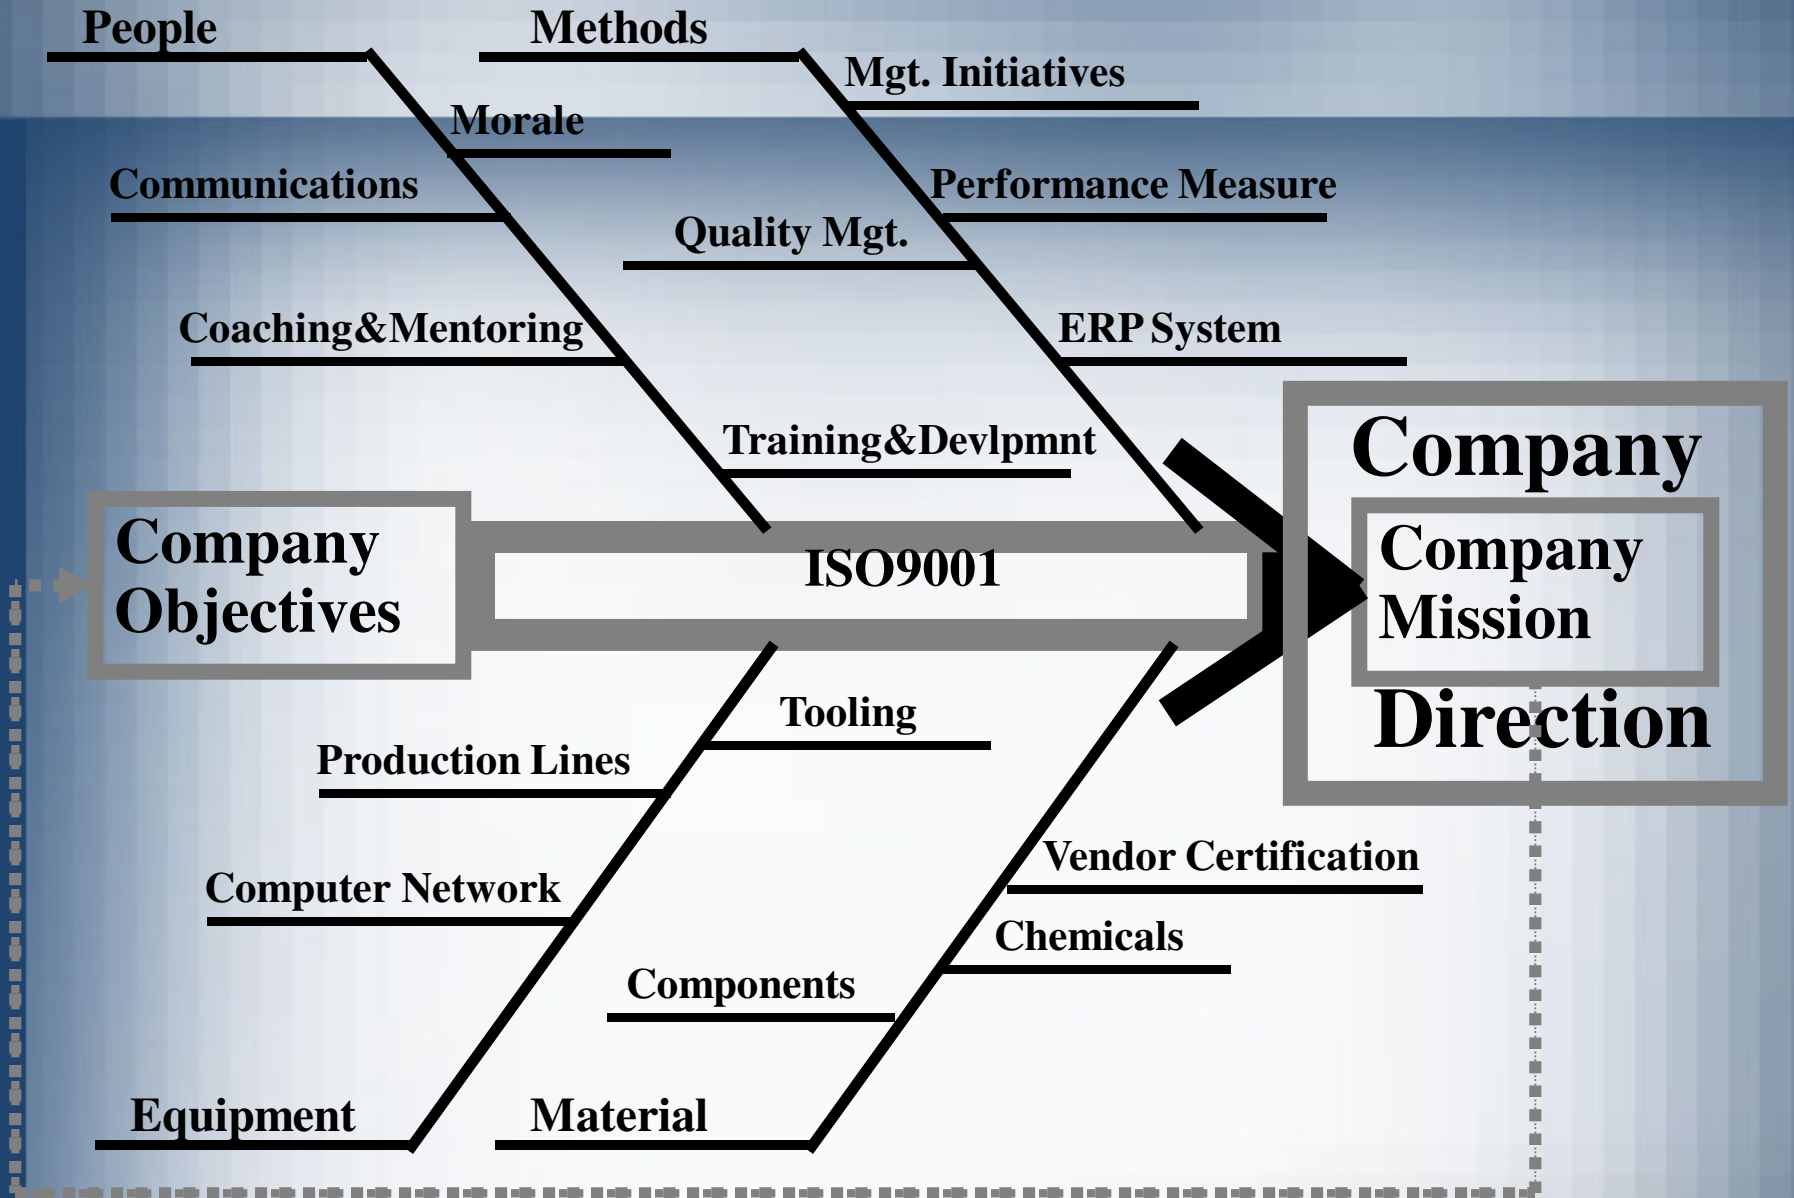 People
Methods
Mgt. Initiatives
Morale
Communications
Performance Measure
Quality Mgt.
Coaching&Mentoring
ERP System
Training&Devlpmnt
Company
Company
Objectives
ISO9001
Company
Mission
Direction
Tooling
Production Lines
Vendor Certification
Computer Network
Chemicals
Components
Equipment
Material